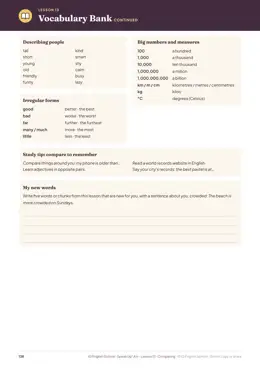 LESSON 13
Vocabulary Bank CONTINUED
Describing people
tall kind
short smart
young shy
old calm
friendly busy
funny lazy
Irregular forms
good better · the best
bad worse · the worst
far further · the furthest
many / much more · the most
little less · the least
Big numbers and measures
100 a hundred
1,000 a thousand
10,000 ten thousand
1,000,000 a million
1,000,000,000 a billion
km / m / cm kilometres / metres / centimetres
kg kilos
°C degrees (Celsius)
Study tip: compare to remember
Compare things around you: my phone is older than...
Learn adjectives in opposite pairs.
Read a world records website in English.
Say your city's records: the best pasteis at...
My new words
Write five words or chunks from this lesson that are new for you, with a sentence about you. crowded: The beach is
more crowded on Sundays.